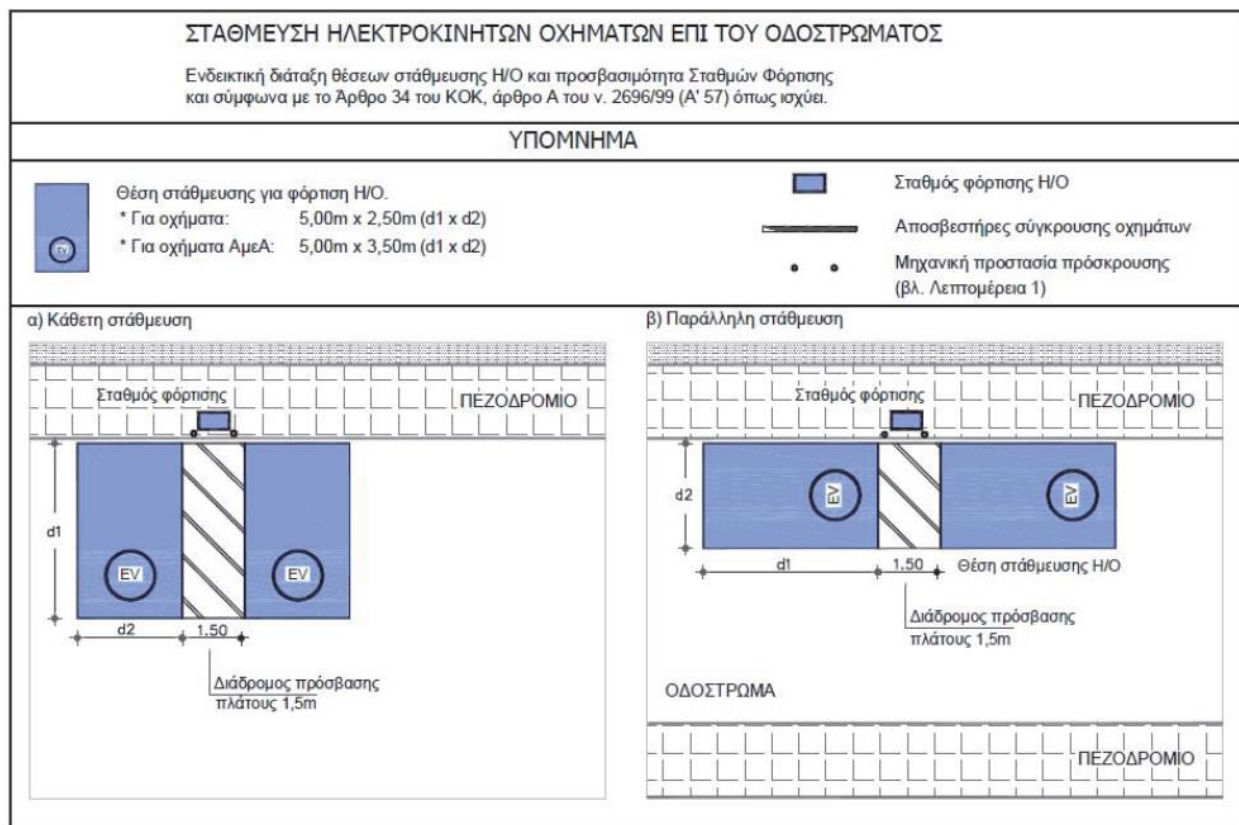 ΣΤΑΘΜΕΥΣΗ ΗΛΕΚΤΡΟΚΙΝΗΤΩΝ ΟΧΗΜΑΤΩΝ ΕΠΙ ΤΟΥ ΟΔΟΣΤΡΩΜΑΤΟΣ
Ενδεικτική διάταξη θέσεων στάθμευσης Η/Ο και προσβασιμότητα Σταθμών Φόρτισης
και σύμφωνα με το Άρθρο 34 του ΚΟΚ, άρθρο Α του ν. 2696/99 (Α' 57) όπως ισχύει.
ΥΠΟΜΝΗΜΑ
EV
Θέση στάθμευσης για φόρτιση Η/Ο.
* Για οχήματα: 5,00m x 2,50m (d1 x d2)
* Για οχήματα ΑμεΑ: 5,00m x 3,50m (d1 x d2)
Σταθμός φόρτισης Η/Ο
Αποσβεστήρες σύγκρουσης οχημάτων
Μηχανική προστασία πρόσκρουσης
(βλ. Λεπτομέρεια 1)
α) Κάθετη στάθμευση
Σταθμός φόρτισης
ΠΕΖΟΔΡΟΜΙΟ
d1
EV
EV
d2
1.50
Διάδρομος πρόσβασης
πλάτους 1,5m
β) Παράλληλη στάθμευση
Σταθμός φόρτισης
ΠΕΖΟΔΡΟΜΙΟ
d2
EV
EV
d1
1.50
Θέση στάθμευσης Η/Ο
Διάδρομος πρόσβασης
πλάτους 1,5m
ΟΔΟΣΤΡΩΜΑ
ΠΕΖΟΔΡΟΜΙΟ